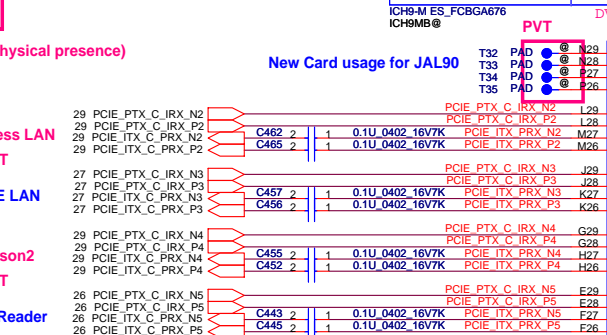 ICH9-M ES_FCBGA676
ICH9MB@
PVT
hysical presence)
New Card usage for JAL90
T32 PAD @ N29
T33 PAD @ N28
T34 PAD @ P27
T35 PAD @ P26
29 PCIE_PTX_C_IRX_N2 PCIE_PTX_C_IRX_N2 L29
29 PCIE_PTX_C_IRX_P2 PCIE_PTX_C_IRX_P2 L28
ess LAN 29 PCIE_ITX_C_PRX_N2 C462 2 1 0.1U_0402_16V7K PCIE_ITX_PRX_N2 M27
29 PCIE_ITX_C_PRX_P2 C465 2 1 0.1U_0402_16V7K PCIE_ITX_PRX_P2 M26
T
27 PCIE_PTX_C_IRX_N3 PCIE_PTX_C_IRX_N3 J29
27 PCIE_PTX_C_IRX_P3 PCIE_PTX_C_IRX_P3 J28
E LAN 27 PCIE_ITX_C_PRX_N3 C457 2 1 0.1U_0402_16V7K PCIE_ITX_PRX_N3 K27
27 PCIE_ITX_C_PRX_P3 C456 2 1 0.1U_0402_16V7K PCIE_ITX_PRX_P3 K26
29 PCIE_PTX_C_IRX_N4 PCIE_PTX_C_IRX_N4 G29
29 PCIE_PTX_C_IRX_P4 PCIE_PTX_C_IRX_P4 G28
son2 29 PCIE_ITX_C_PRX_N4 C455 2 1 0.1U_0402_16V7K PCIE_ITX_PRX_N4 H27
29 PCIE_ITX_C_PRX_P4 C452 2 1 0.1U_0402_16V7K PCIE_ITX_PRX_P4 H26
T
26 PCIE_PTX_C_IRX_N5 PCIE_PTX_C_IRX_N5 E29
26 PCIE_PTX_C_IRX_P5 PCIE_PTX_C_IRX_P5 E28
Reader 26 PCIE_ITX_C_PRX_N5 C443 2 1 0.1U_0402_16V7K PCIE_ITX_PRX_N5 F27
26 PCIE_ITX_C_PRX_P5 C445 2 1 0.1U_0402_16V7K PCIE_ITX_PRX_P5 F26